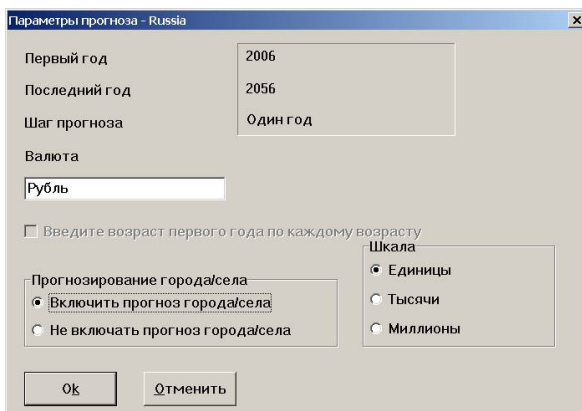 Параметры прогноза - Russia
Первый год 2006
Последний год 2056
Шаг прогноза Один год
Валюта
Рубль
Введите возраст первого года по каждому возрасту
Прогнозирование города/села
Включить прогноз города/села
Не включать прогноз города/села
Шкала
Единицы
Тысячи
Миллионы
Ok Отменить